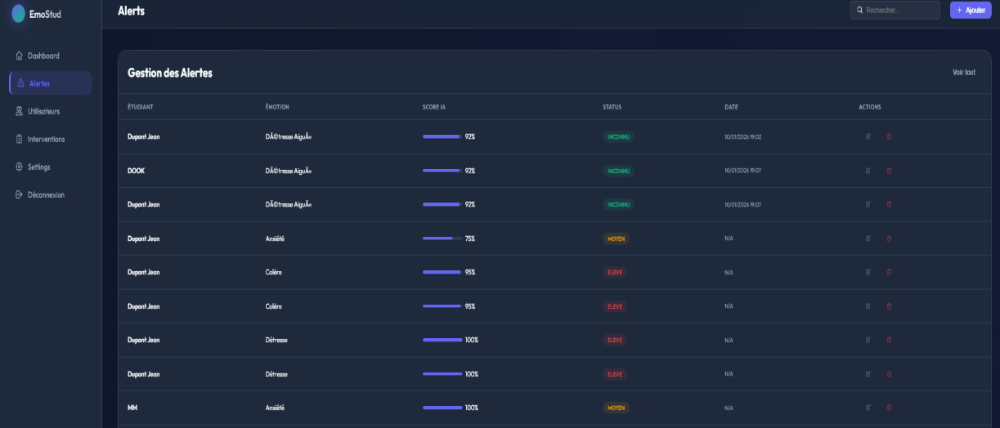 EmoStud
Alerts
Rechercher...
+ Ajouter
Dashboard
Alertes
Utilisateurs
Interventions
Settings
Déconnexion
Gestion des Alertes
Voir tout
ÉTUDIANT ÉMOTION SCORE IA STATUS DATE ACTIONS
Dupont Jean DÃ©tresse AiguÃ« 92% INCONNU 10/01/2026 19:02
DOOK DÃ©tresse AiguÃ« 92% INCONNU 10/01/2026 19:07
Dupont Jean DÃ©tresse AiguÃ« 92% INCONNU 10/01/2026 19:07
Dupont Jean Anxiété 75% MOYEN N/A
Dupont Jean Colère 95% ELEVE N/A
Dupont Jean Colère 95% ELEVE N/A
Dupont Jean Détresse 100% ELEVE N/A
Dupont Jean Détresse 100% ELEVE N/A
MM Anxiété 100% MOYEN N/A